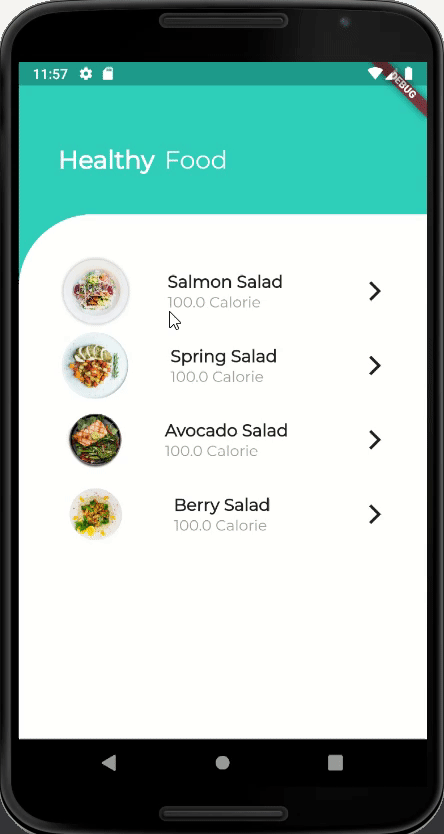 11:57
DEBUG
Healthy Food
Salmon Salad
100.0 Calorie
Spring Salad
100.0 Calorie
Avocado Salad
100.0 Calorie
Berry Salad
100.0 Calorie